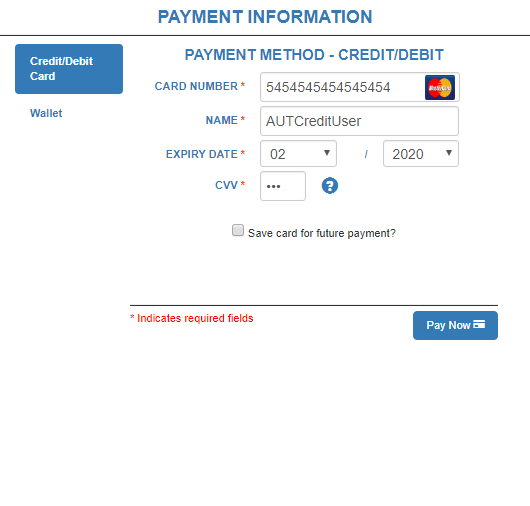 PAYMENT INFORMATION
Credit/Debit
Card
Wallet
PAYMENT METHOD - CREDIT/DEBIT
CARD NUMBER * 5454545454545454 MasterCard
NAME * AUTCreditUser
EXPIRY DATE * 02 / 2020
CVV * •••
?
Save card for future payment?
* Indicates required fields
Pay Now